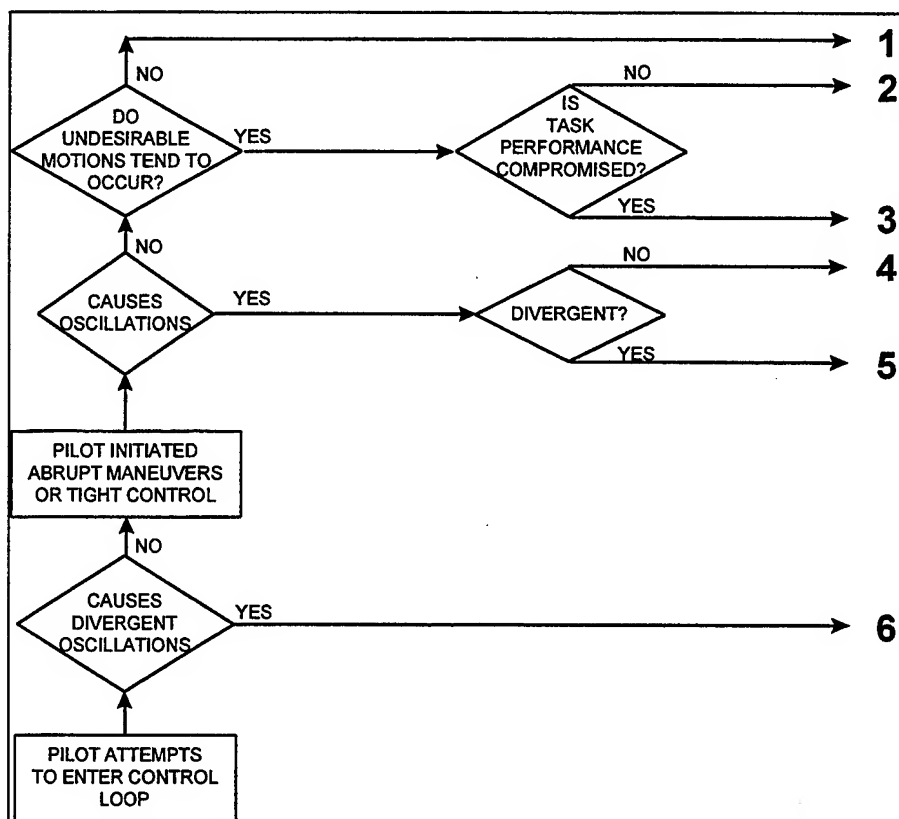 1
NO
NO
2
DO
UNDESIRABLE
MOTIONS TEND TO
OCCUR?
YES
IS
TASK
PERFORMANCE
COMPROMISED?
YES
3
NO
NO
4
CAUSES
OSCILLATIONS
YES
DIVERGENT?
YES
5
PILOT INITIATED
ABRUPT MANEUVERS
OR TIGHT CONTROL
NO
CAUSES
DIVERGENT
OSCILLATIONS
YES
6
PILOT ATTEMPTS
TO ENTER CONTROL
LOOP